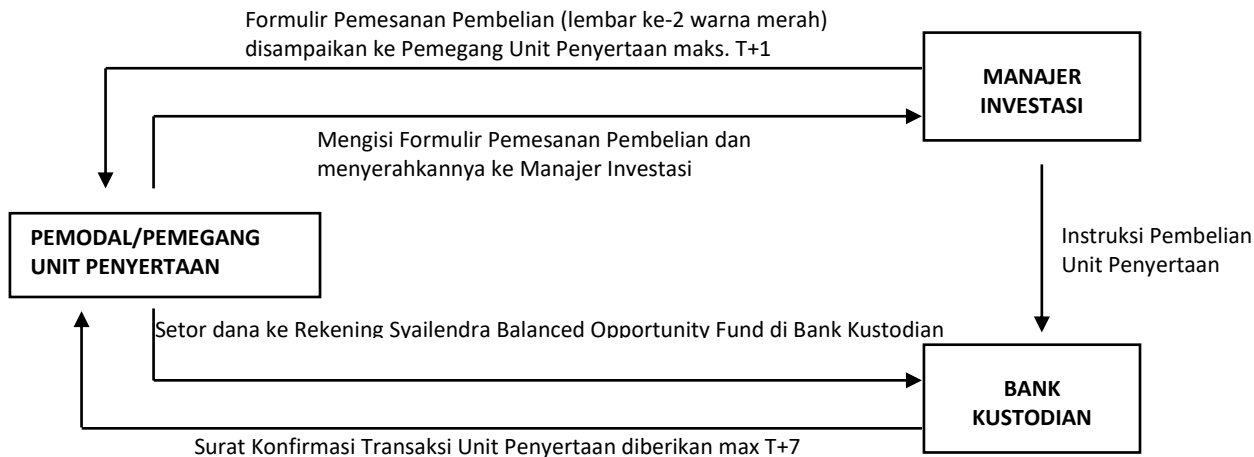 Formulir Pemesanan Pembelian (lembar ke-2 warna merah)
disampaikan ke Pemegang Unit Penyertaan maks. T+1
MANAJER
INVESTASI
Mengisi Formulir Pemesanan Pembelian dan
menyerahkannya ke Manajer Investasi
PEMODAL/PEMEGANG
UNIT PENYERTAAN
Instruksi Pembelian
Unit Penyertaan
Setor dana ke Rekening Syailendra Balanced Opportunity Fund di Bank Kustodian
BANK
KUSTODIAN
Surat Konfirmasi Transaksi Unit Penyertaan diberikan max T+7